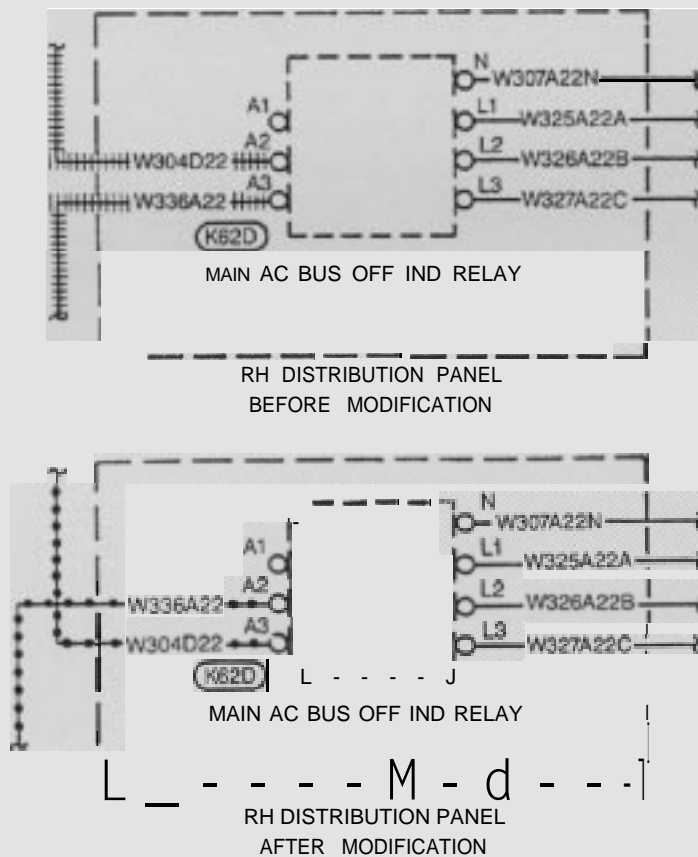 N
W307A22N
A1
L1
W325A22A
A2
L2
W304D22
W326A22B
A3
L3
W336A22
W327A22C
K62D
MAIN AC BUS OFF IND RELAY
RH DISTRIBUTION PANEL
BEFORE MODIFICATION
N
W307A22N
A1
L1
W325A22A
A2
L2
W336A22
W326A22B
A3
L3
W304D22
W327A22C
K62D
L - - - - J
MAIN AC BUS OFF IND RELAY
L _ - - - - M - d - - 1
RH DISTRIBUTION PANEL
AFTER MODIFICATION